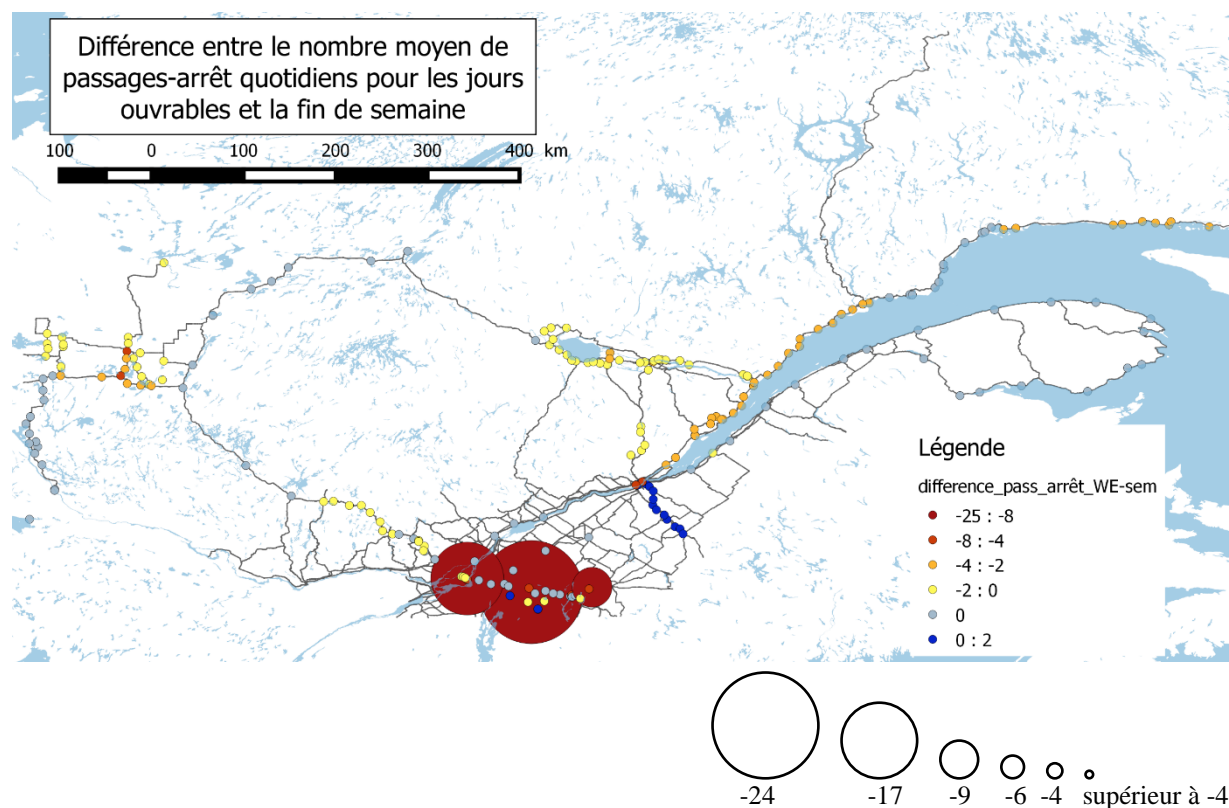 Différence entre le nombre moyen de
passages-arrêt quotidiens pour les jours
ouvrables et la fin de semaine
100 0 100 200 300 400 km
Légende
difference_pass_arrêt_WE-sem
-25 : -8
-8 : -4
-4 : -2
-2 : 0
0
0 : 2
-24 -17 -9 -6 -4 supérieur à -4